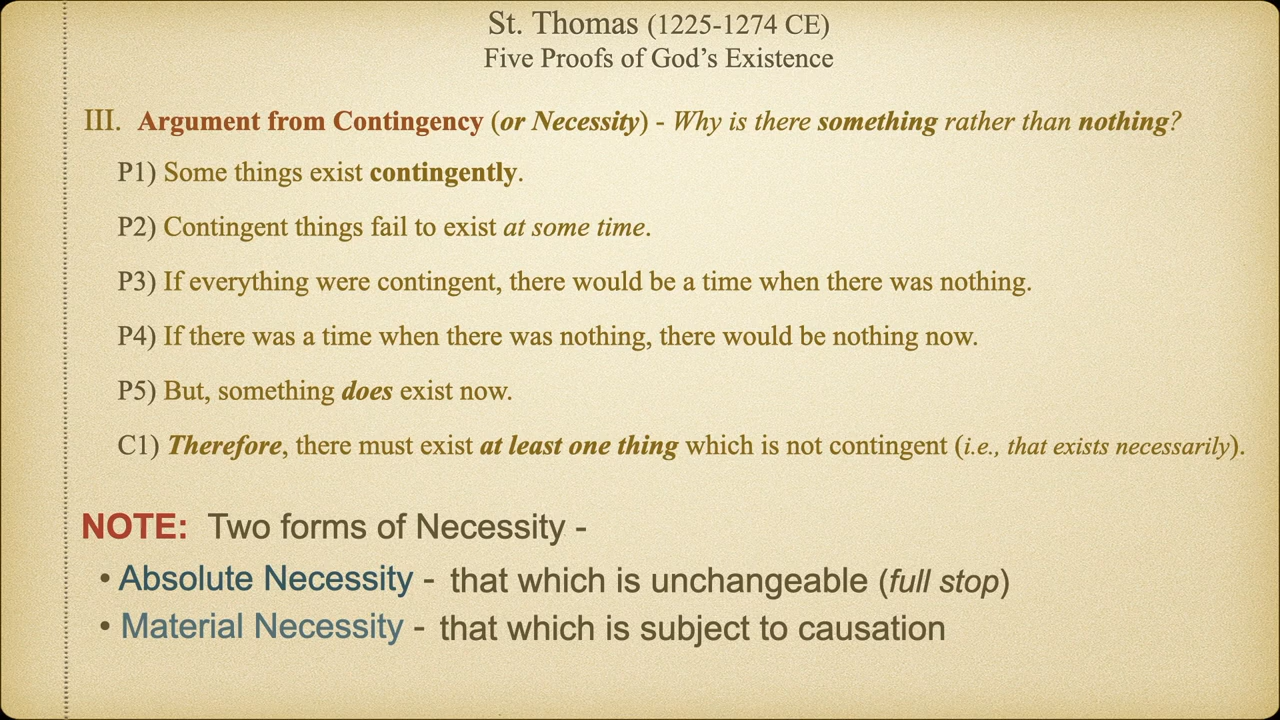 St. Thomas (1225-1274 CE)
Five Proofs of God’s Existence
III. Argument from Contingency (or Necessity) - Why is there something rather than nothing?
P1) Some things exist contingently.
P2) Contingent things fail to exist at some time.
P3) If everything were contingent, there would be a time when there was nothing.
P4) If there was a time when there was nothing, there would be nothing now.
P5) But, something does exist now.
C1) Therefore, there must exist at least one thing which is not contingent (i.e., that exists necessarily).
NOTE: Two forms of Necessity -
• Absolute Necessity - that which is unchangeable (full stop)
• Material Necessity - that which is subject to causation